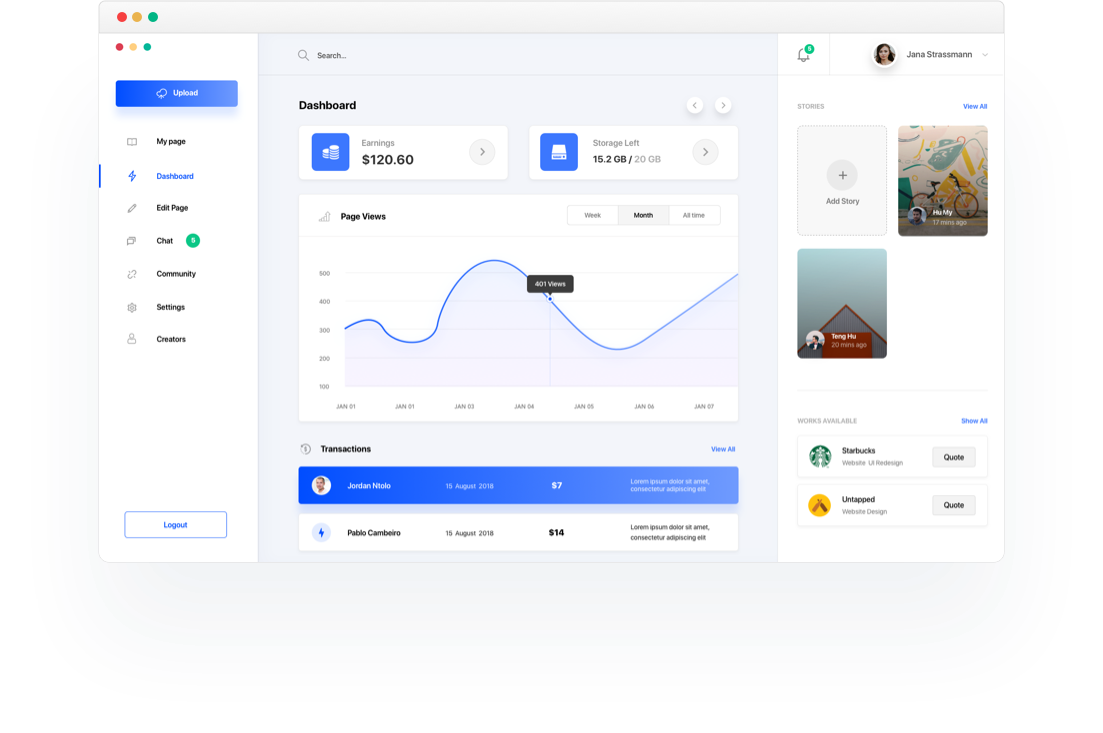 Upload
My page
Dashboard
Edit Page
Chat 5
Community
Settings
Creators
Logout
Search...
Dashboard
Earnings
$120.60
Storage Left
15.2 GB / 20 GB
Page Views
Week Month All time
401 Views
500
400
300
200
100
JAN 01 JAN 01 JAN 03 JAN 04 JAN 05 JAN 06 JAN 07
Transactions View All
Jordan Ntolo 15 August 2018 $7 Lorem ipsum dolor sit amet,
consectetur adipiscing elit
Pablo Cambeiro 15 August 2018 $14 Lorem ipsum dolor sit amet,
consectetur adipiscing elit
5
Jana Strassmann
STORIES View All
Add Story
Hu My
17 mins ago
Teng Hu
20 mins ago
WORKS AVAILABLE Show All
Starbucks
Website UI Redesign
Quote
Untapped
Website Design
Quote